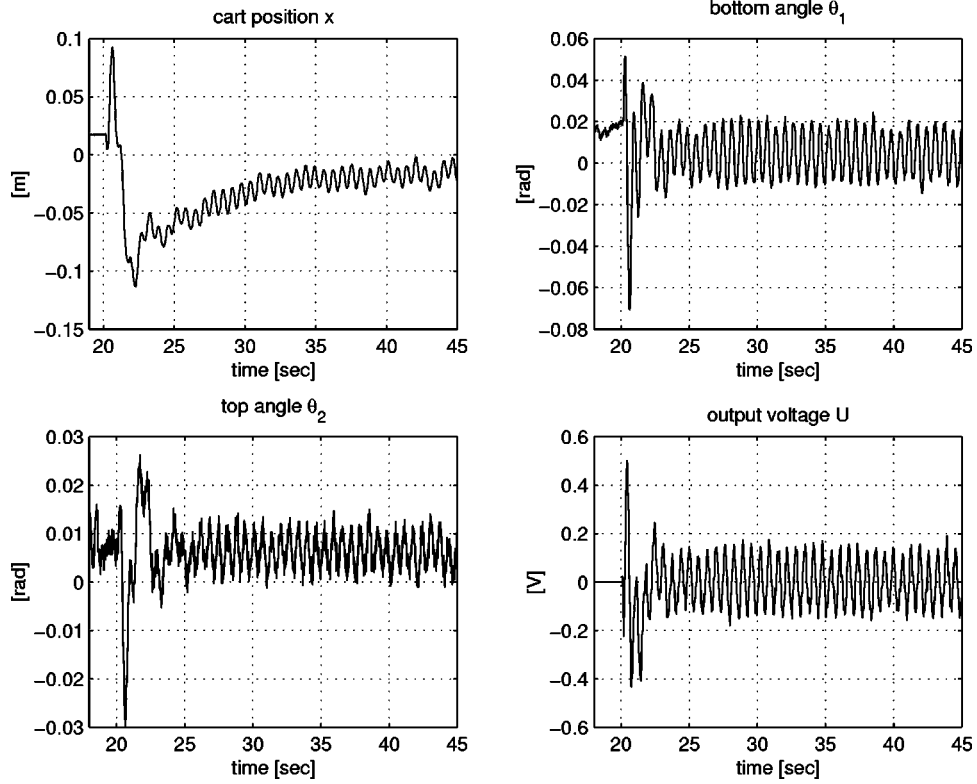 cart position x
0.1
0.05
0
−0.05
−0.1
−0.15
[m]
20 25 30 35 40 45
time [sec]
bottom angle θ1
0.06
0.04
0.02
0
−0.02
−0.04
−0.06
−0.08
[rad]
20 25 30 35 40 45
time [sec]
top angle θ2
0.03
0.02
0.01
0
−0.01
−0.02
−0.03
[rad]
20 25 30 35 40 45
time [sec]
output voltage U
0.6
0.4
0.2
0
−0.2
−0.4
−0.6
[V]
20 25 30 35 40 45
time [sec]